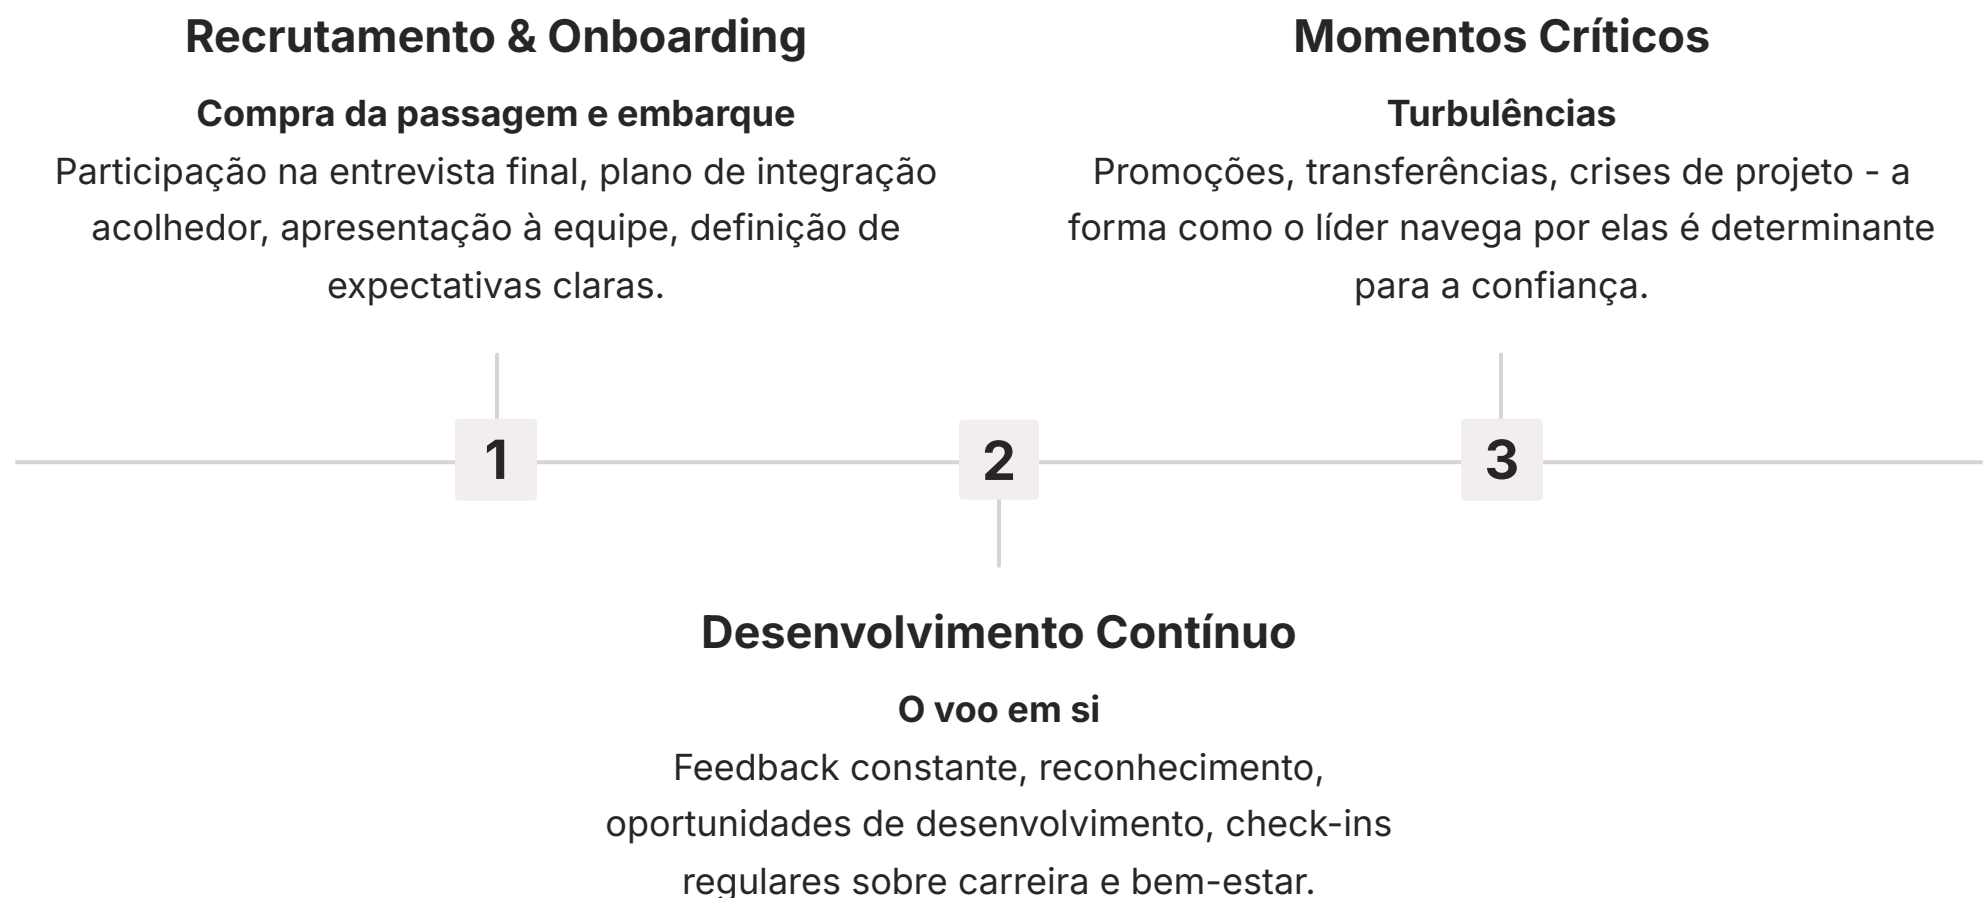 Recrutamento & Onboarding
Compra da passagem e embarque
Participação na entrevista final, plano de integração
acolhedor, apresentação à equipe, definição de
expectativas claras.
Momentos Críticos
Turbulências
Promoções, transferências, crises de projeto - a
forma como o líder navega por elas é determinante
para a confiança.
1
2
3
Desenvolvimento Contínuo
O voo em si
Feedback constante, reconhecimento,
oportunidades de desenvolvimento, check-ins
regulares sobre carreira e bem-estar.